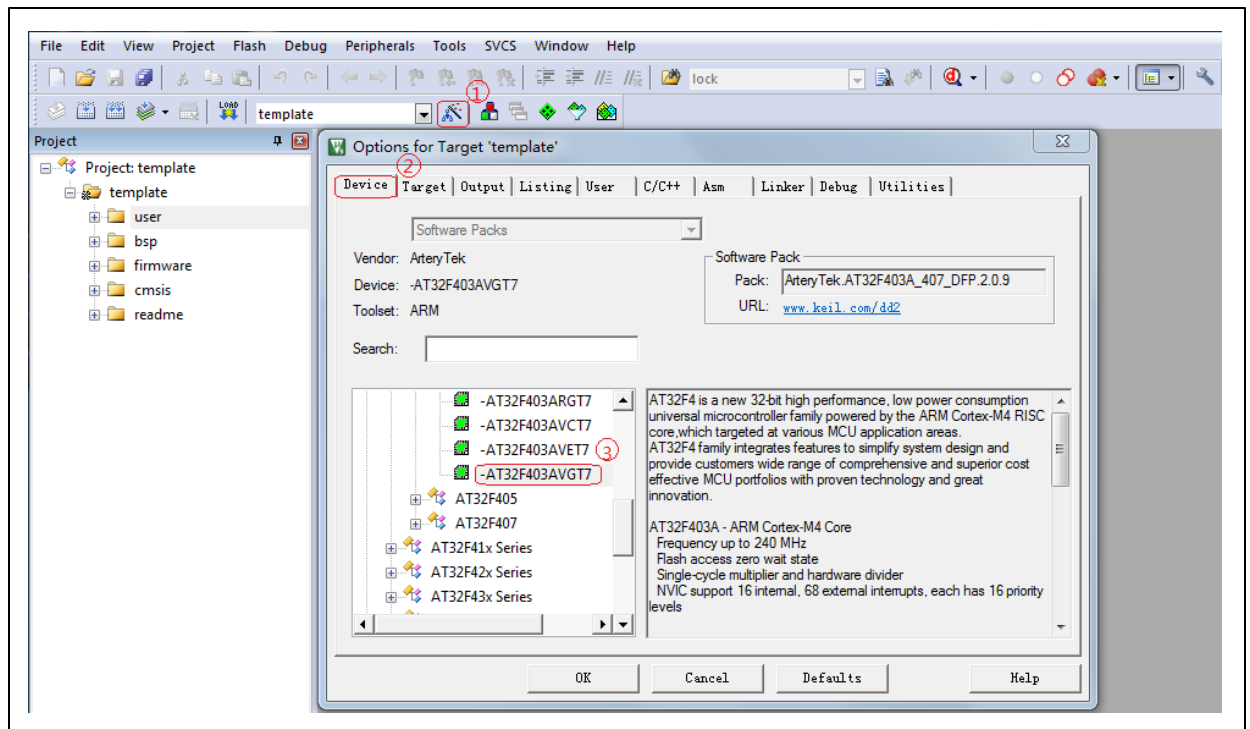 File Edit View Project Flash Debug Peripherals Tools SVCS Window Help
lock
①
LOAD template
Project
Options for Target 'template'
②
Project: template
template
user
bsp
firmware
cmsis
readme
Device Target Output Listing User C/C++ Asm Linker Debug Utilities
Software Packs
Vendor: ArteryTek
Device: -AT32F403AVGT7
Toolset: ARM
Software Pack
Pack: ArteryTek.AT32F403A_407_DFP.2.0.9
URL: www.keil.com/dd2
Search:
-AT32F403ARGT7
-AT32F403AVCT7
-AT32F403AVET7 ③
-AT32F403AVGT7
AT32F405
AT32F407
AT32F41x Series
AT32F42x Series
AT32F43x Series
AT32F4 is a new 32-bit high performance, low power consumption
universal microcontroller family powered by the ARM Cortex-M4 RISC
core,which targeted at various MCU application areas.
AT32F4 family integrates features to simplify system design and
provide customers wide range of comprehensive and superior cost
effective MCU portfolios with proven technology and great
innovation.
AT32F403A - ARM Cortex-M4 Core
Frequency up to 240 MHz
Flash access zero wait state
Single-cycle multiplier and hardware divider
NVIC support 16 internal, 68 external interrupts, each has 16 priority
levels
OK Cancel Defaults Help